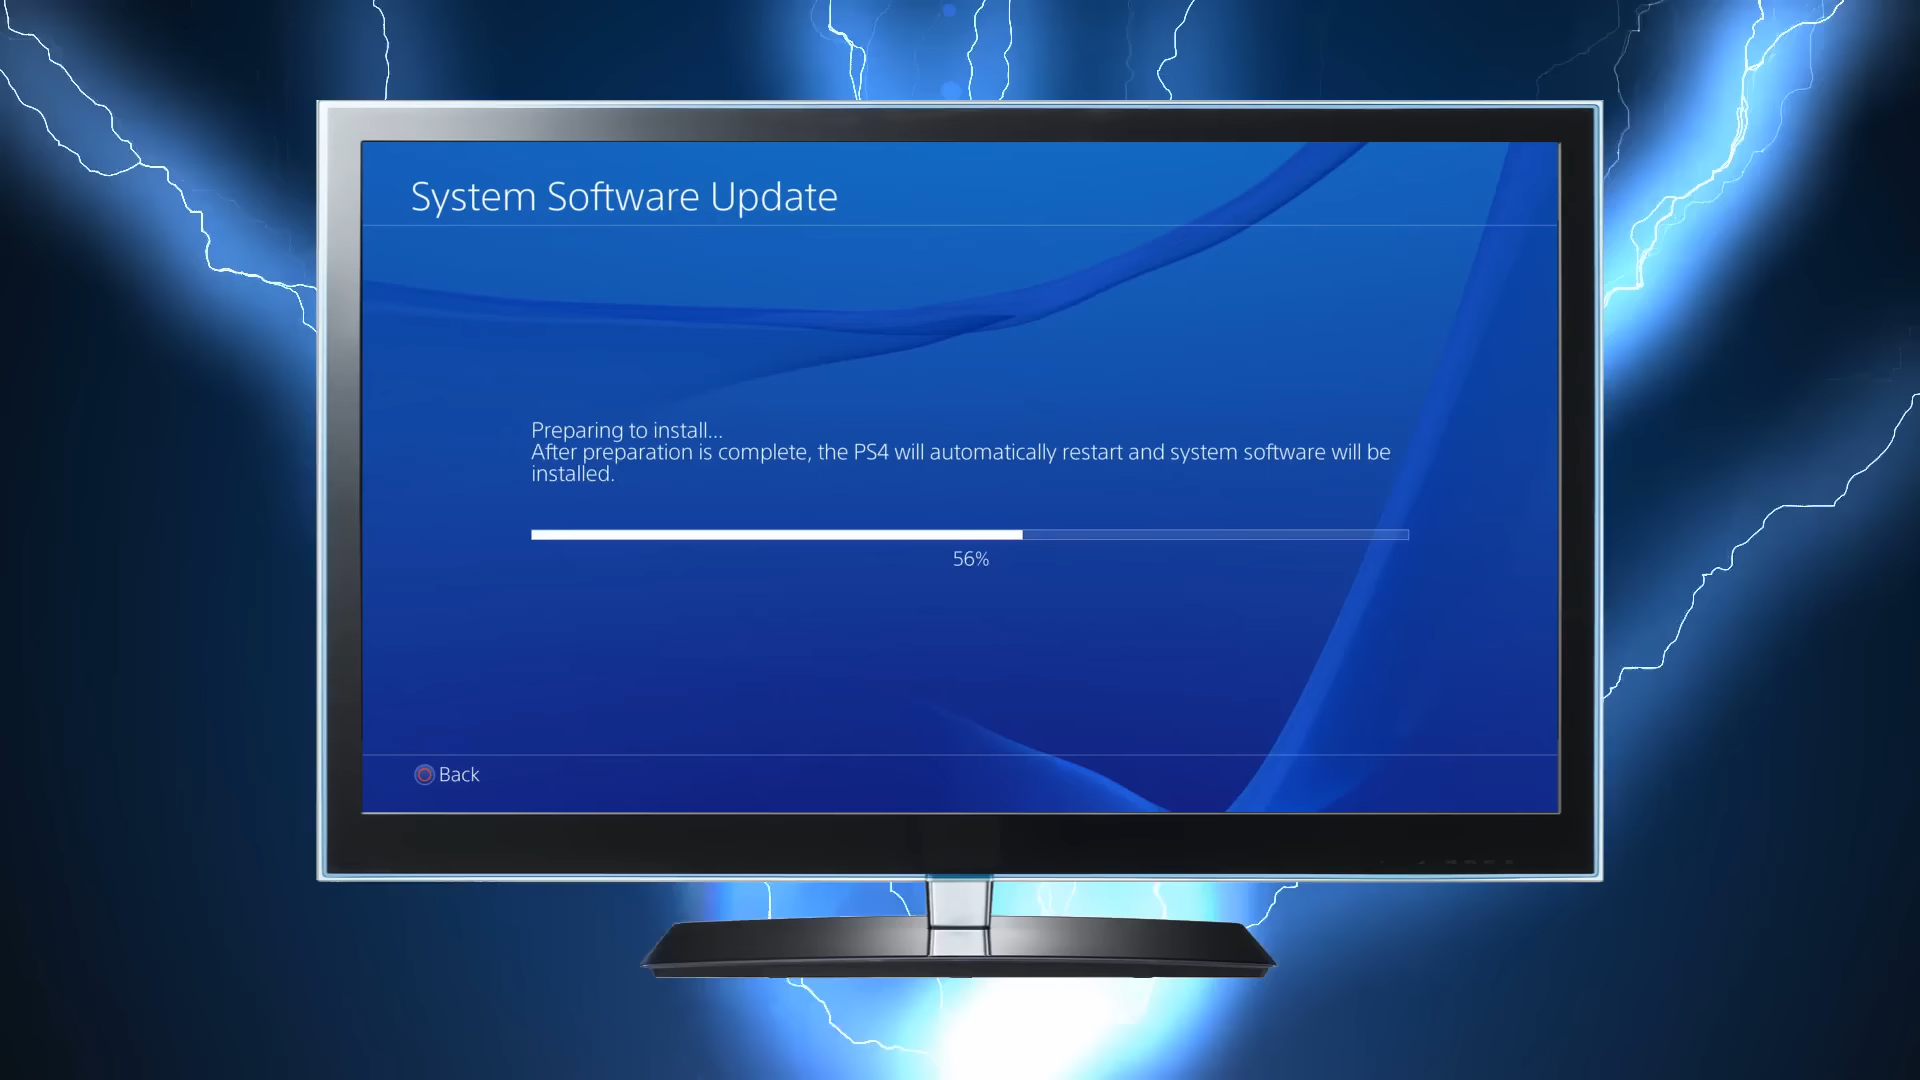 System Software Update
Preparing to install...
After preparation is complete, the PS4 will automatically restart and system software will be
installed.
56%
Back